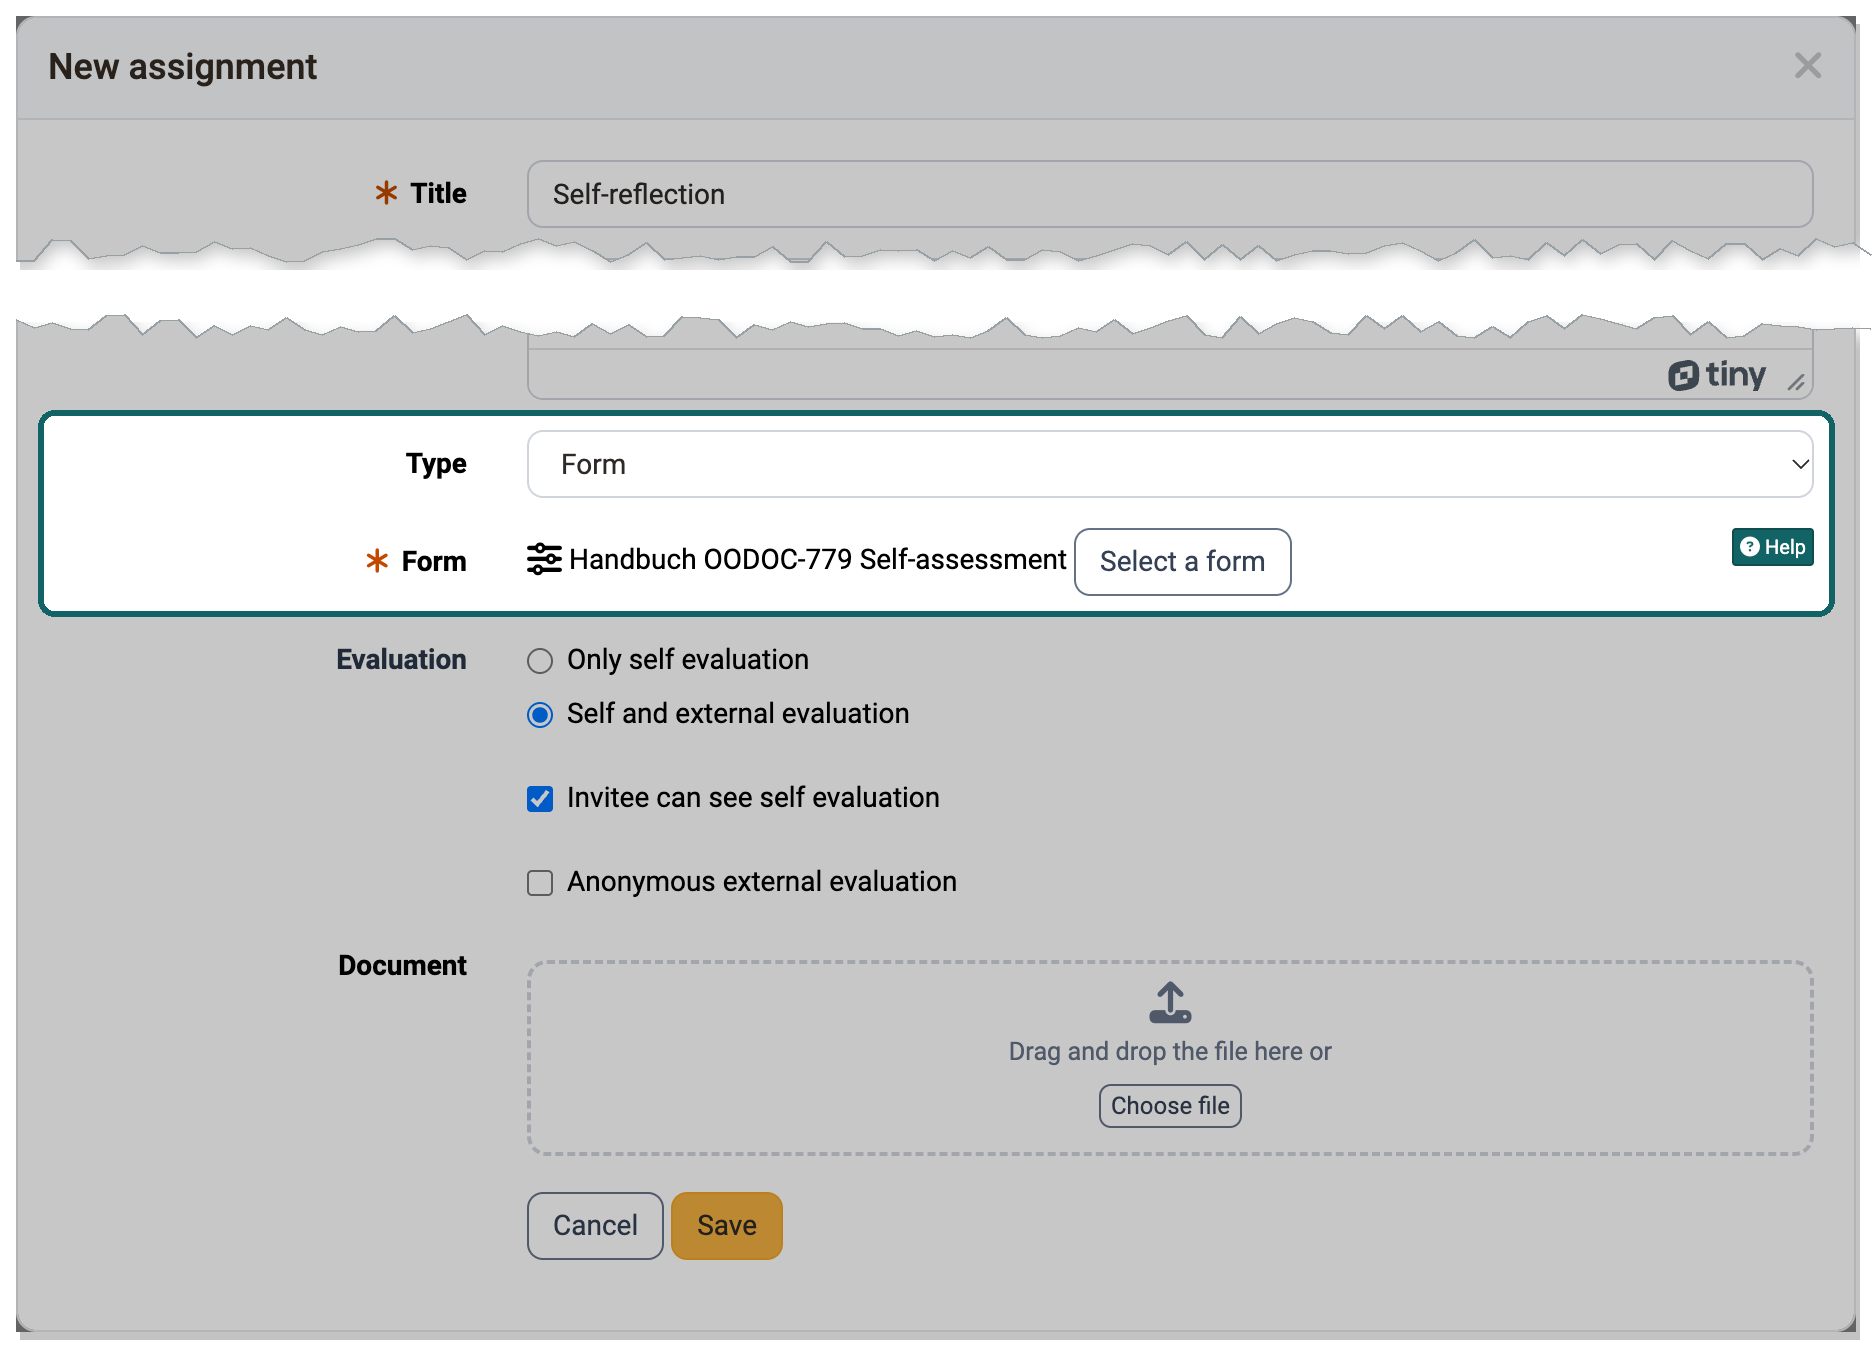 New assignment
Title
Self-reflection
tiny
Type
Form
Form
Handbuch OODOC-779 Self-assessment
Select a form
Help
Evaluation
Only self evaluation
Self and external evaluation
Invitee can see self evaluation
Anonymous external evaluation
Document
Drag and drop the file here or
Choose file
Cancel
Save